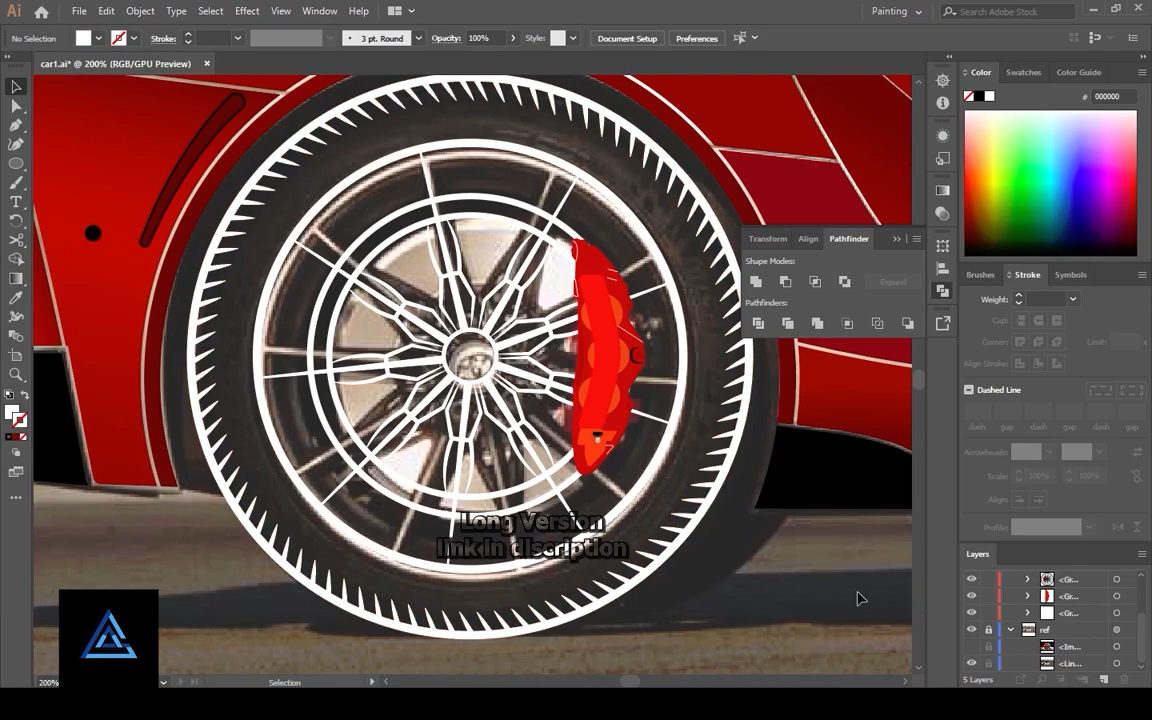 Ai File Edit Object Type Select Effect View Window Help Painting Search Adobe Stock
No Selection Stroke: 3 pt. Round Opacity: 100% Style: Document Setup Preferences
car1.ai* @ 200% (RGB/GPU Preview) ×
Color Swatches Color Guide
# 000000
Transform Align Pathfinder
Shape Modes:
Expand
Pathfinders:
Brushes Stroke Symbols
Weight:
Cap:
Corner: Limit:
Align Stroke:
Dashed Line
dash gap dash gap dash gap
Arrowheads:
Scale: 100% 100%
Align:
Profile:
Long Version
link in discription
Layers
<Gr...
<Gr...
<Gr...
ref
<Im...
<Lin...
200% Selection 5 Layers